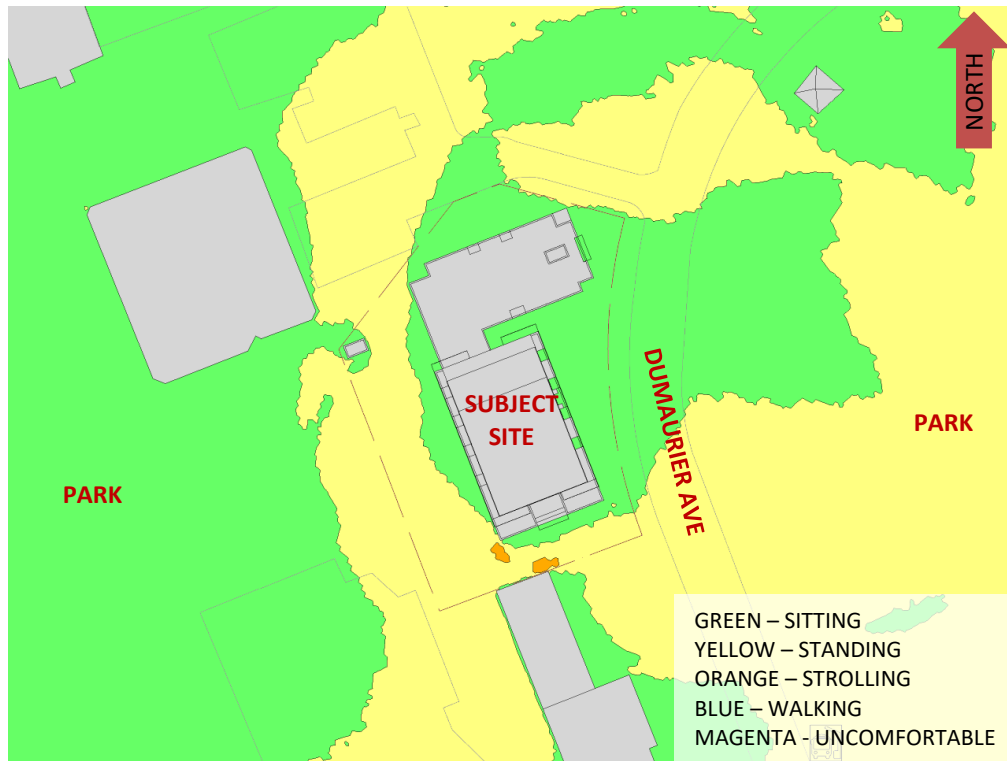 NORTH
SUBJECT
SITE
DUMAURIER AVE
PARK
PARK
GREEN – SITTING
YELLOW – STANDING
ORANGE – STROLLING
BLUE – WALKING
MAGENTA - UNCOMFORTABLE